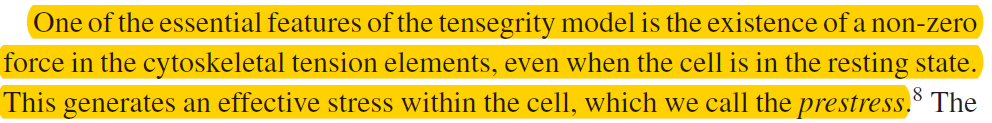 One of the essential features of the tensegrity model is the existence of a non-zero
force in the cytoskeletal tension elements, even when the cell is in the resting state.
This generates an effective stress within the cell, which we call the prestress.⁸ The